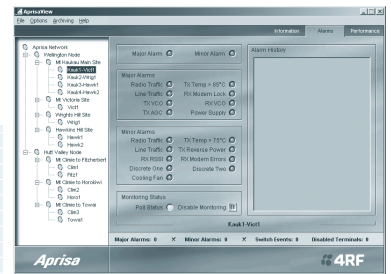 AprisaView
File Options Archiving Help
Information Alarms Performance
Aprisa Network
Wellington Node
Mt Kaukau Main Site
Kauk1-Vict1
Kauk2-Wrig1
Kauk3-Hawk1
Kauk4-Hawk2
Mt Victoria Site
Vict1
Wrights Hill Site
Wrig1
Hawkins Hill Site
Hawk1
Hawk2
Hutt Valley Node
Mt Climie to Fitzherbert
Clim1
Fitz1
Mt Climie to Horokiwi
Clim2
Horo1
Mt Climie to Towai
Clim3
Towai1
Major Alarm Minor Alarm
Major Alarms
Radio Traffic TX Temp > 85°C
Line Traffic RX Modem Lock
TX VCO RX VCO
TX AGC Power Supply
Minor Alarms
Radio Traffic TX Temp > 75°C
Line Traffic TX Reverse Power
RX RSSI RX Modem Errors
Discrete One Discrete Two
Cooling Fan
Monitoring Status
Poll Status Disable Monitoring
Alarm History
Kauk1-Vict1
Major Alarms: 0 X Minor Alarms: 0 X Switch Events: 0 Disabled Terminals: 0
Aprisa
4RF